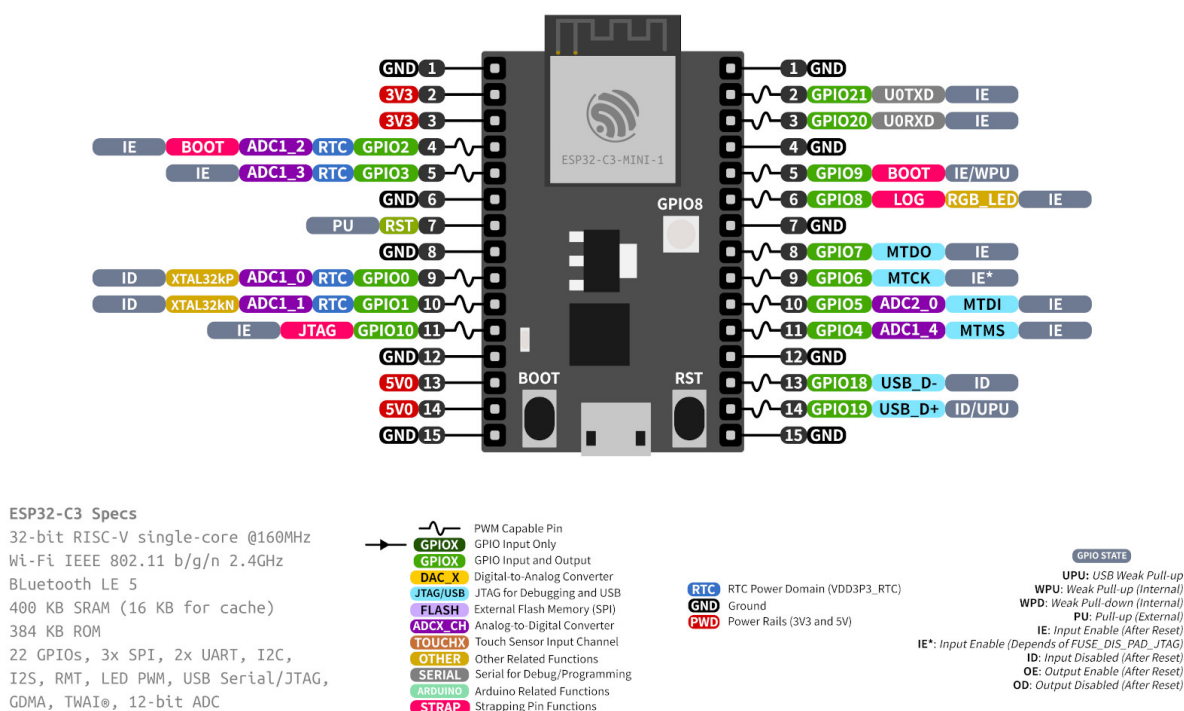 GND 1
3V3 2
3V3 3
IE BOOT ADC1_2 RTC GPIO2 4
IE ADC1_3 RTC GPIO3 5
GND 6
PU RST 7
GND 8
ID XTAL32kP ADC1_0 RTC GPIO0 9
ID XTAL32kN ADC1_1 RTC GPIO1 10
IE JTAG GPIO10 11
GND 12
5V0 13
5V0 14
GND 15
ESP32-C3-MINI-1
GPIO8
BOOT
RST
1 GND
2 GPIO21 U0TXD IE
3 GPIO20 U0RXD IE
4 GND
5 GPIO9 BOOT IE/WPU
6 GPIO8 LOG RGB_LED IE
7 GND
8 GPIO7 MTDO IE
9 GPIO6 MTCK IE*
10 GPIO5 ADC2_0 MTDI IE
11 GPIO4 ADC1_4 MTMS IE
12 GND
13 GPIO18 USB_D- ID
14 GPIO19 USB_D+ ID/UPU
15 GND
ESP32-C3 Specs
32-bit RISC-V single-core @160MHz
Wi-Fi IEEE 802.11 b/g/n 2.4GHz
BLuetooth LE 5
400 KB SRAM (16 KB for cache)
384 KB ROM
22 GPIOs, 3x SPI, 2x UART, I2C,
I2S, RMT, LED PWM, USB Serial/JTAG,
GDMA, TWAI®, 12-bit ADC
PWM Capable Pin
GPIOX GPIO Input Only
GPIOX GPIO Input and Output
DAC_X Digital-to-Analog Converter
JTAG/USB JTAG for Debugging and USB
FLASH External Flash Memory (SPI)
ADCX_CH Analog-to-Digital Converter
TOUCHX Touch Sensor Input Channel
OTHER Other Related Functions
SERIAL Serial for Debug/Programming
ARDUINO Arduino Related Functions
STRAP Strapping Pin Functions
RTC RTC Power Domain (VDD3P3_RTC)
GND Ground
PWD Power Rails (3V3 and 5V)
GPIO STATE
UPU: USB Weak Pull-up
WPU: Weak Pull-up (Internal)
WPD: Weak Pull-down (Internal)
PU: Pull-up (External)
IE: Input Enable (After Reset)
IE*: Input Enable (Depends of FUSE_DIS_PAD_JTAG)
ID: Input Disabled (After Reset)
OE: Output Enable (After Reset)
OD: Output Disabled (After Reset)